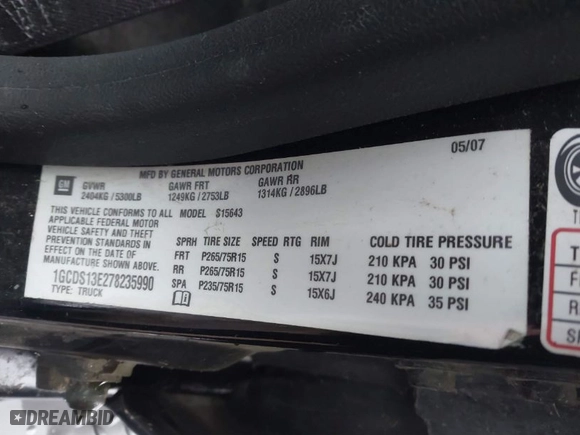 MFD BY GENERAL MOTORS CORPORATION 05/07
GM GVWR GAWR FRT GAWR RR
2404KG / 5300LB 1249KG / 2753LB 1314KG / 2896LB
THIS VEHICLE CONFORMS TO ALL MODEL S15643
APPLICABLE FEDERAL MOTOR
VEHICLE SAFETY AND THEFT
PREVENTION STANDARDS IN
EFFECT ON THE DATE OF
MANUFACTURE SHOWN ABOVE.
1GCDS13E278235990
TYPE: TRUCK
SPRH TIRE SIZE SPEED RTG RIM COLD TIRE PRESSURE
FRT P265/75R15 S 15X7J 210 KPA 30 PSI
RR P265/75R15 S 15X7J 210 KPA 30 PSI
SPA P235/75R15 S 15X6J 240 KPA 35 PSI
DREAMBID